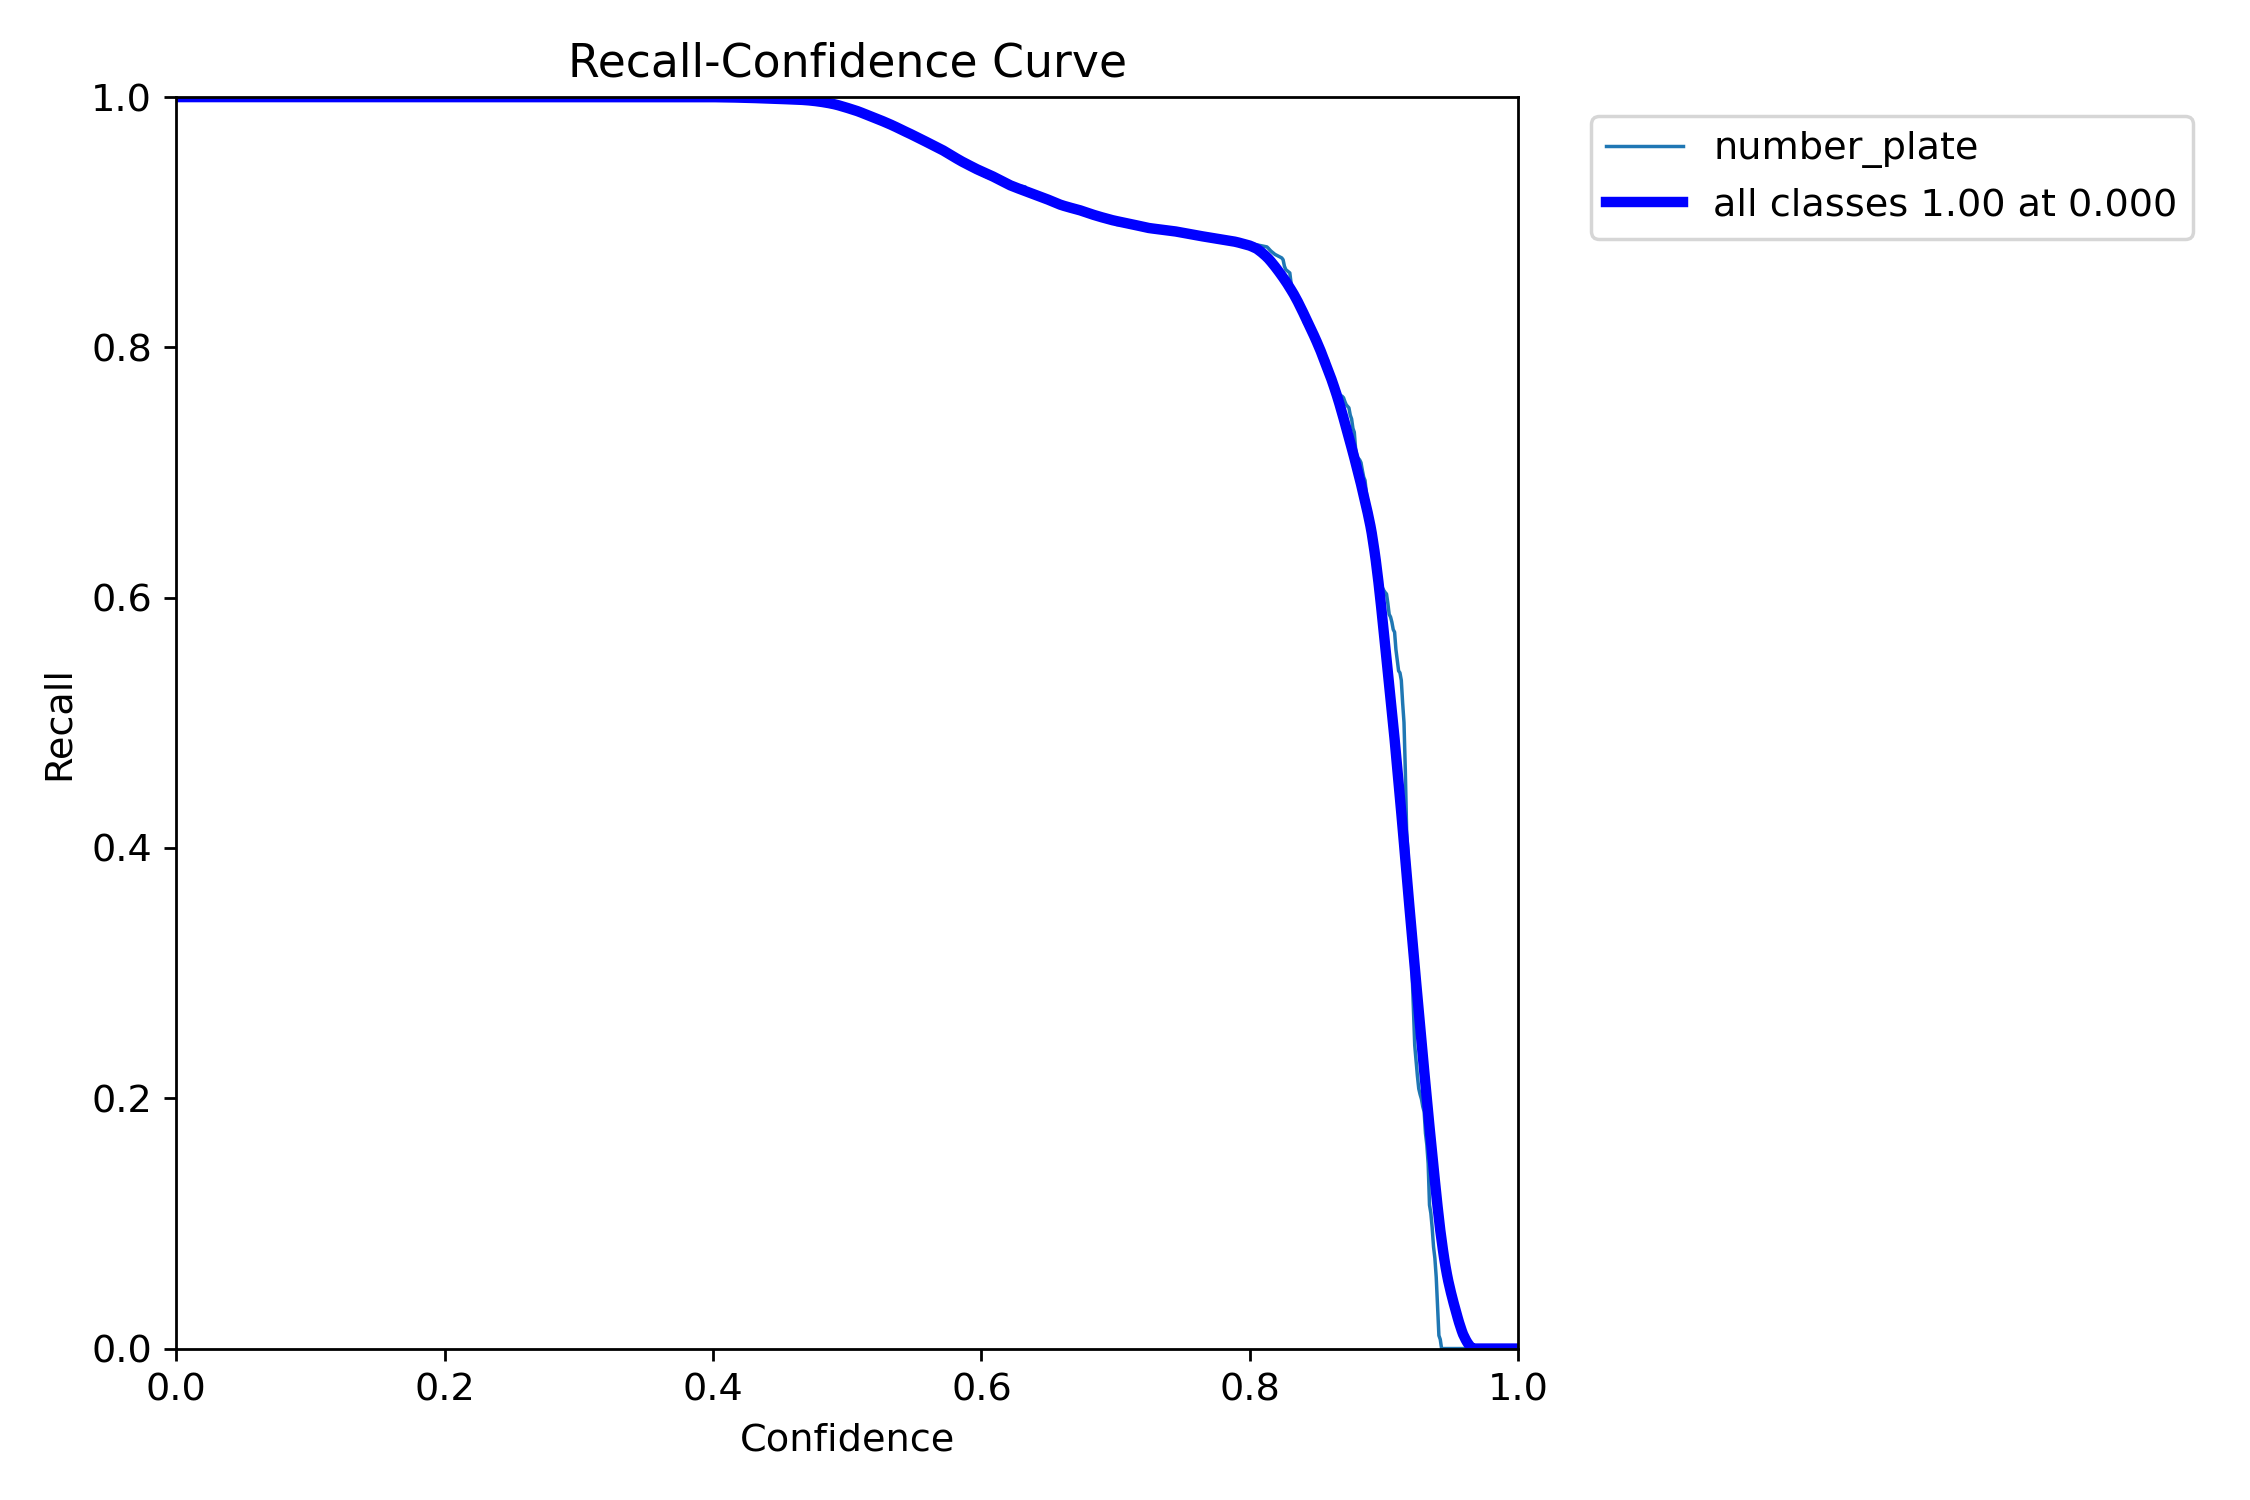 Recall-Confidence Curve
1.0
0.8
0.6
0.4
0.2
0.0
Recall
0.0 0.2 0.4 0.6 0.8 1.0
Confidence
number_plate
all classes 1.00 at 0.000